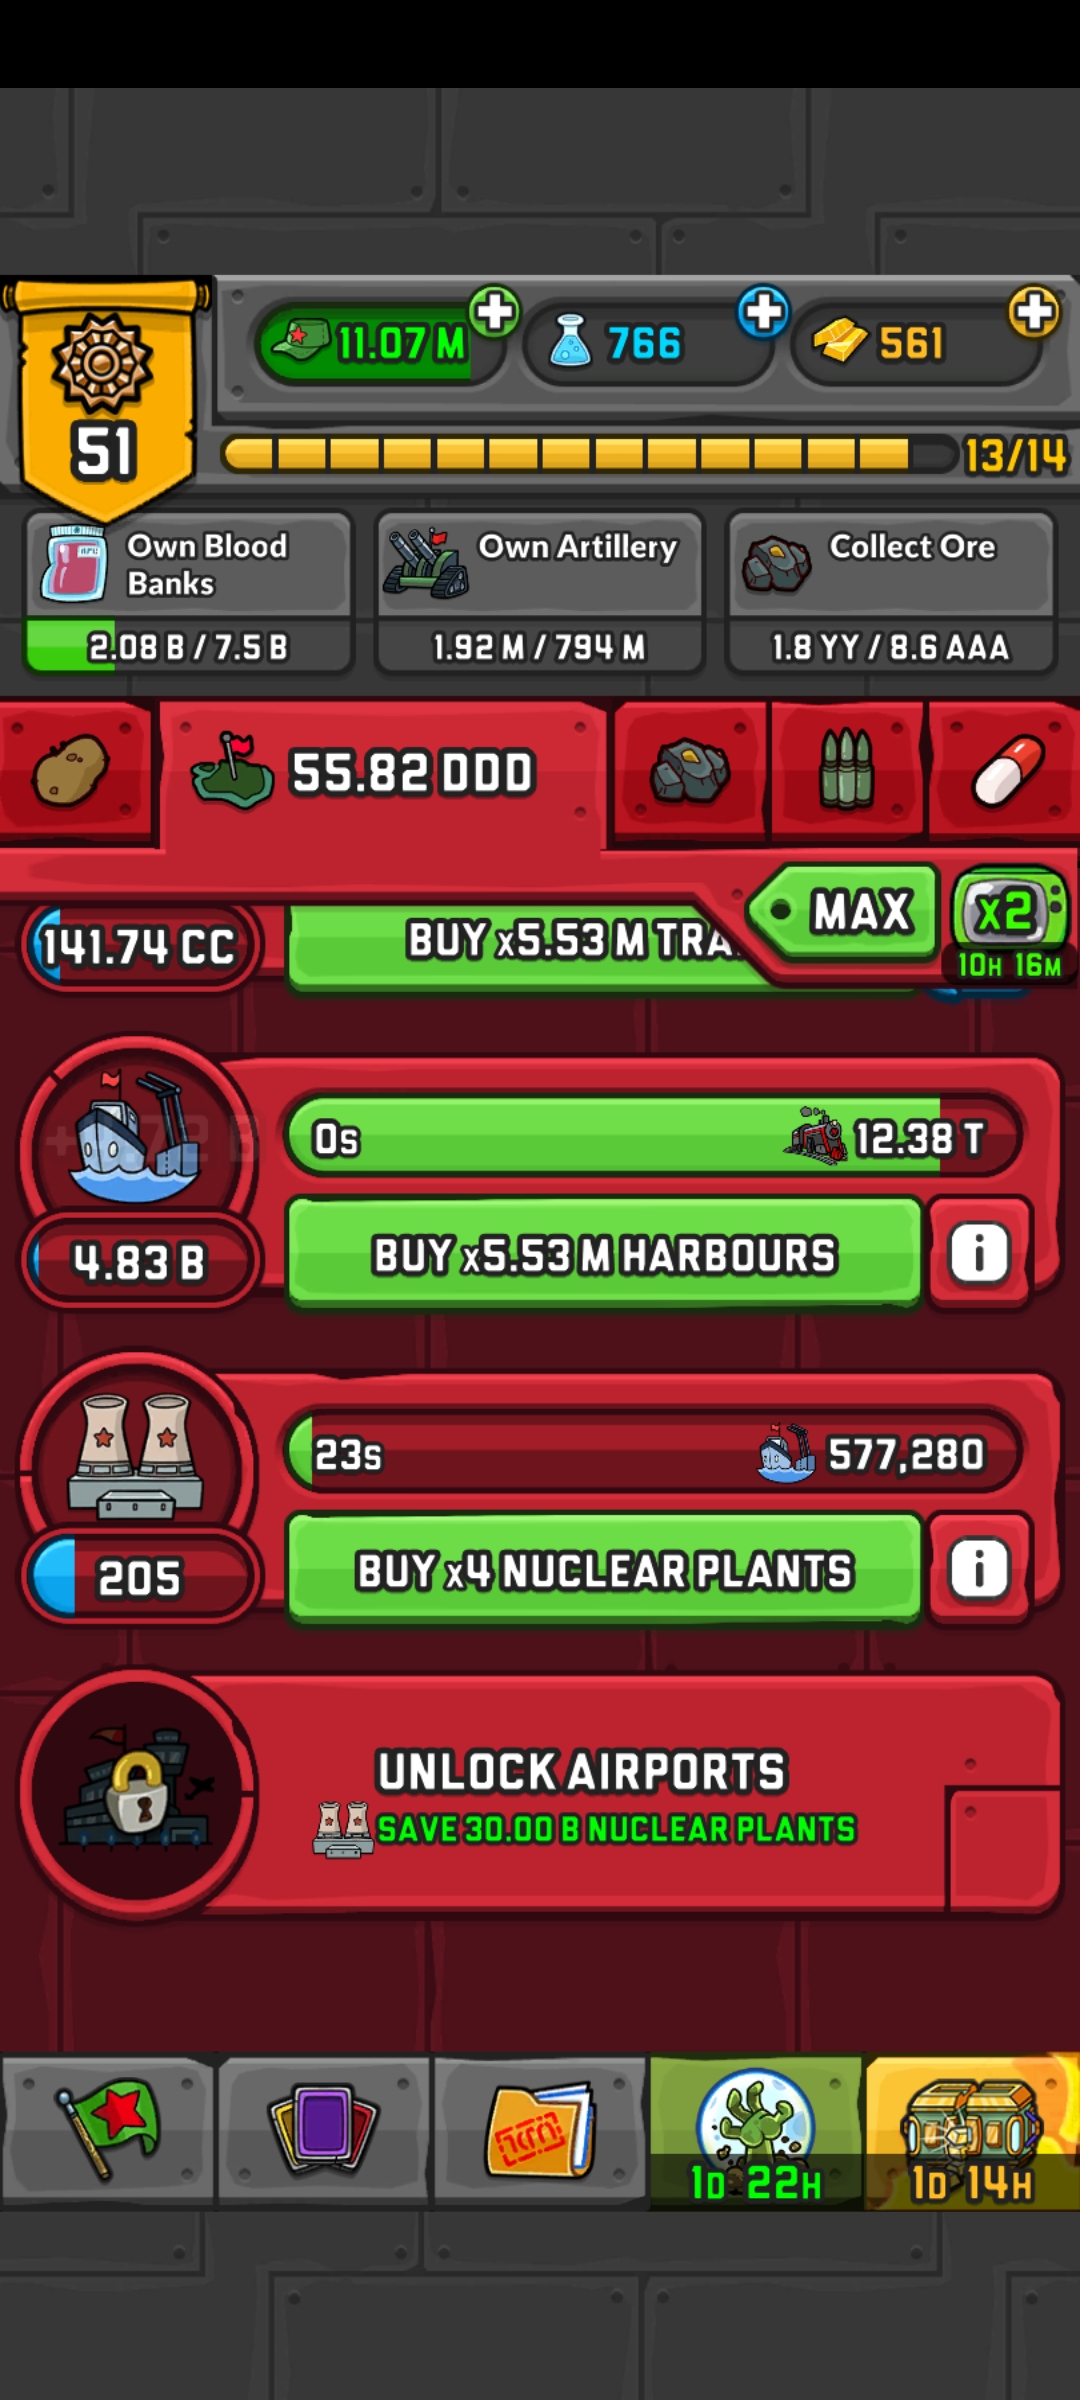 11.07 M
766
561
51
13/14
Own Blood Banks
2.08 B / 7.5 B
Own Artillery
1.92 M / 794 M
Collect Ore
1.8 YY / 8.6 AAA
55.82 DDD
MAX
x2
10H 16M
141.74 CC
BUY x5.53 M TRA
0s
12.38 T
4.83 B
BUY x5.53 M HARBOURS
i
23s
577,280
205
BUY x4 NUCLEAR PLANTS
i
UNLOCK AIRPORTS
SAVE 30.00 B NUCLEAR PLANTS
1D 22H
1D 14H